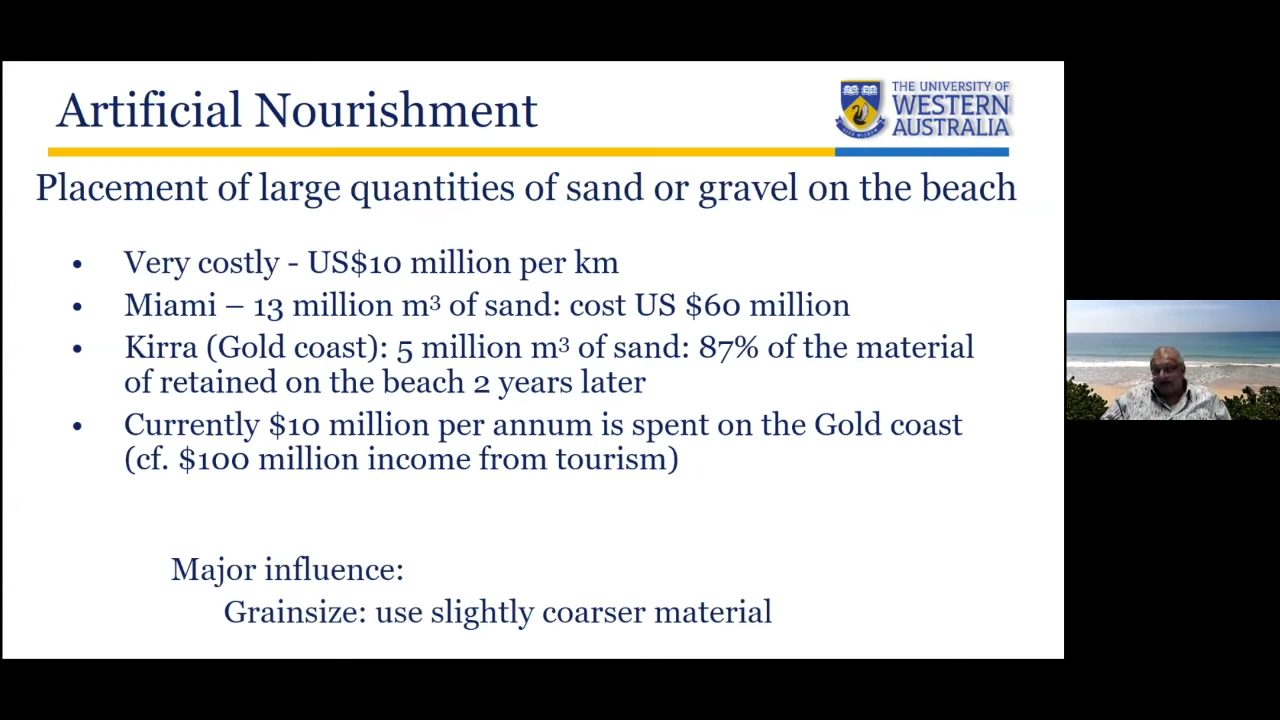 Artificial Nourishment
THE UNIVERSITY OF
WESTERN
AUSTRALIA
Placement of large quantities of sand or gravel on the beach
• Very costly - US$10 million per km
• Miami – 13 million m³ of sand: cost US $60 million
• Kirra (Gold coast): 5 million m³ of sand: 87% of the material
of retained on the beach 2 years later
• Currently $10 million per annum is spent on the Gold coast
(cf. $100 million income from tourism)
Major influence:
Grainsize: use slightly coarser material